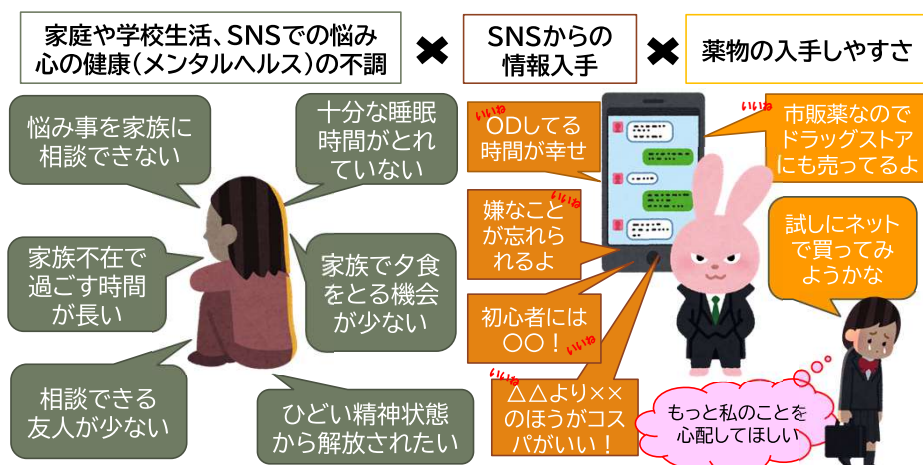 家庭や学校生活、SNSでの悩み
心の健康(メンタルヘルス)の不調
✖
SNSからの
情報入手
✖
薬物の入手しやすさ
悩み事を家族に
相談できない
十分な睡眠
時間がとれ
ていない
家族不在で
過ごす時間
が長い
家族で夕食
をとる機会
が少ない
相談できる
友人が少ない
ひどい精神状態
から解放されたい
いいね
ODしてる
時間が幸せ
いいね
嫌なこと
が忘れら
れるよ
初心者には
〇〇！
いいね
いいね
△△より××
のほうがコス
パがいい！
いいね
市販薬なので
ドラッグストア
にも売ってるよ
試しにネット
で買ってみ
ようかな
もっと私のことを
心配してほしい